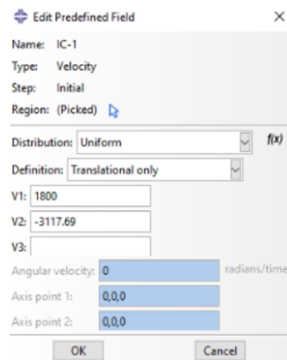 Edit Predefined Field
Name: IC-1
Type: Velocity
Step: Initial
Region: (Picked)
Distribution: Uniform f(x)
Definition: Translational only
V1: 1800
V2: -3117.69
V3:
Angular velocity: 0 radians/time
Axis point 1: 0,0,0
Axis point 2: 0,0,0
OK Cancel